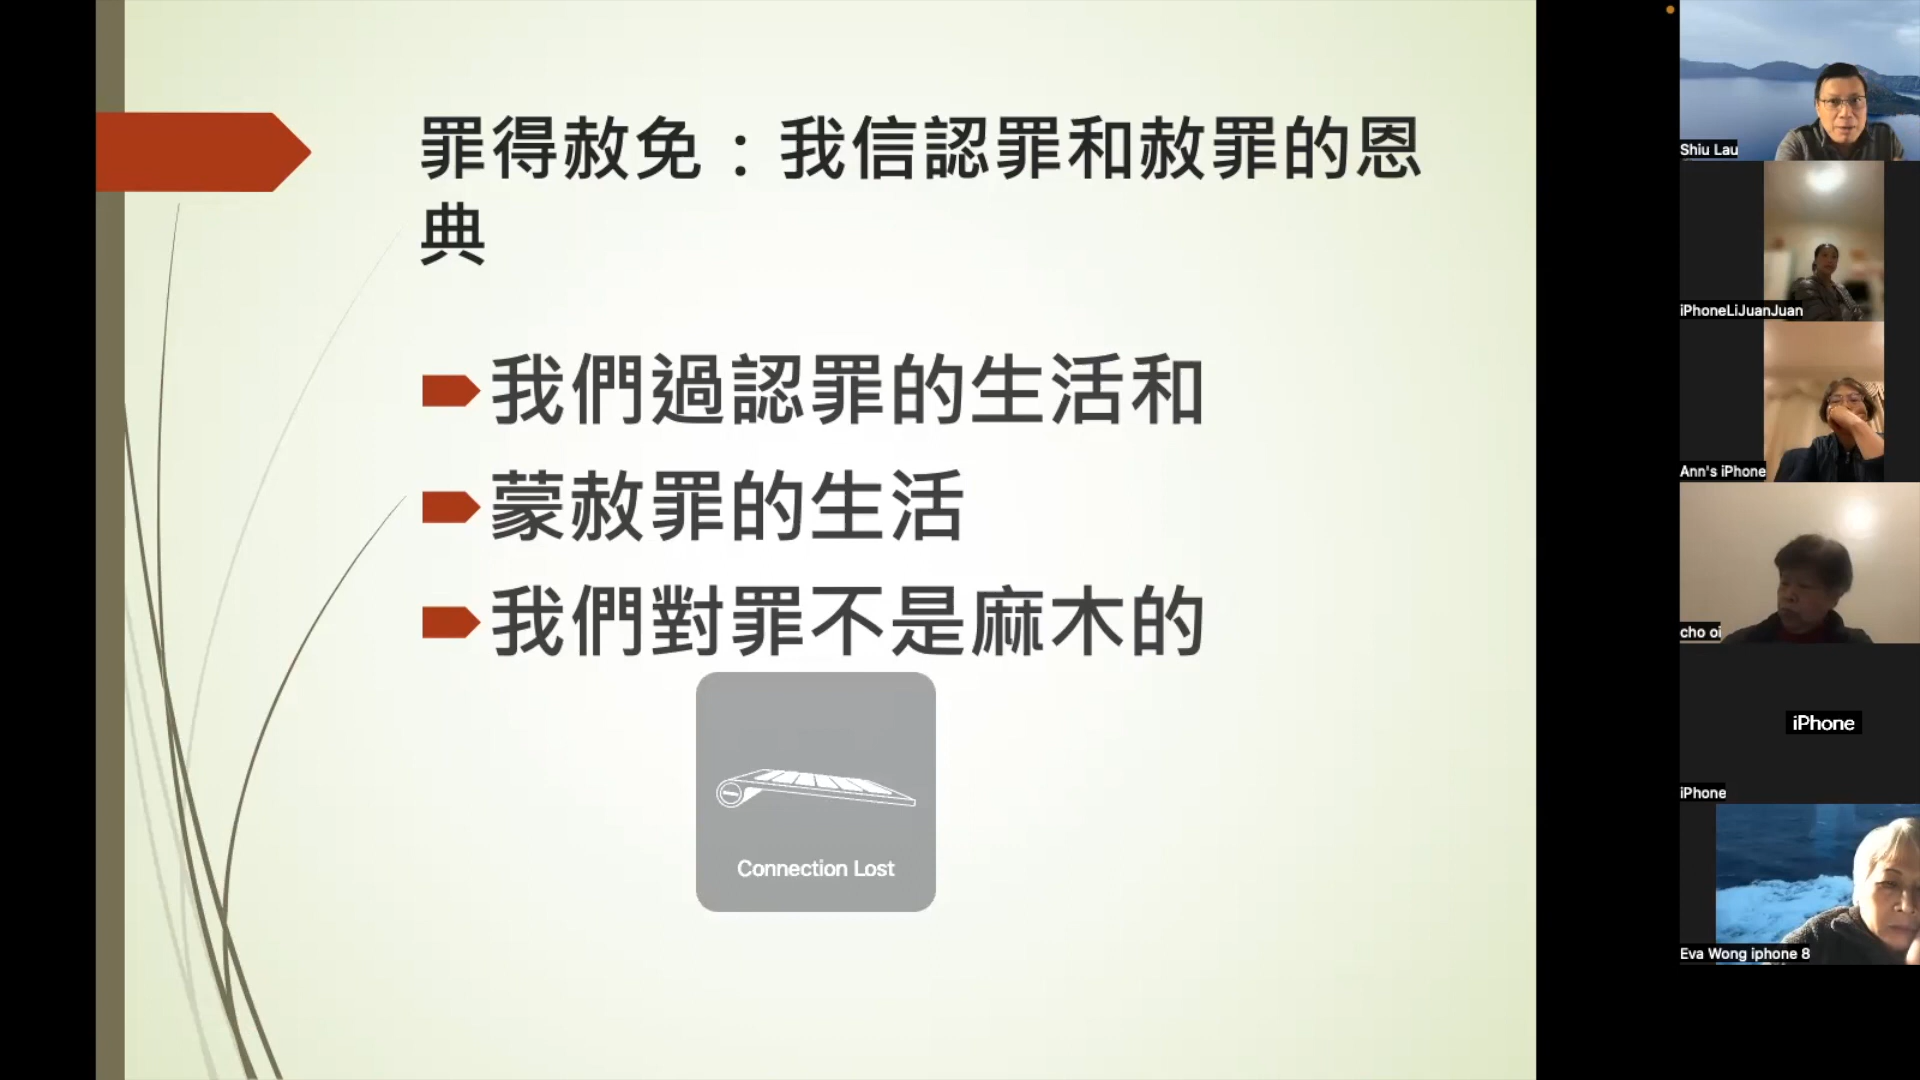 罪得赦免：我信認罪和赦罪的恩
典
我們過認罪的生活和
蒙赦罪的生活
我們對罪不是麻木的
Connection Lost
Shiu Lau
iPhoneLiJuanJuan
Ann's iPhone
cho oi
iPhone
iPhone
Eva Wong iphone 8